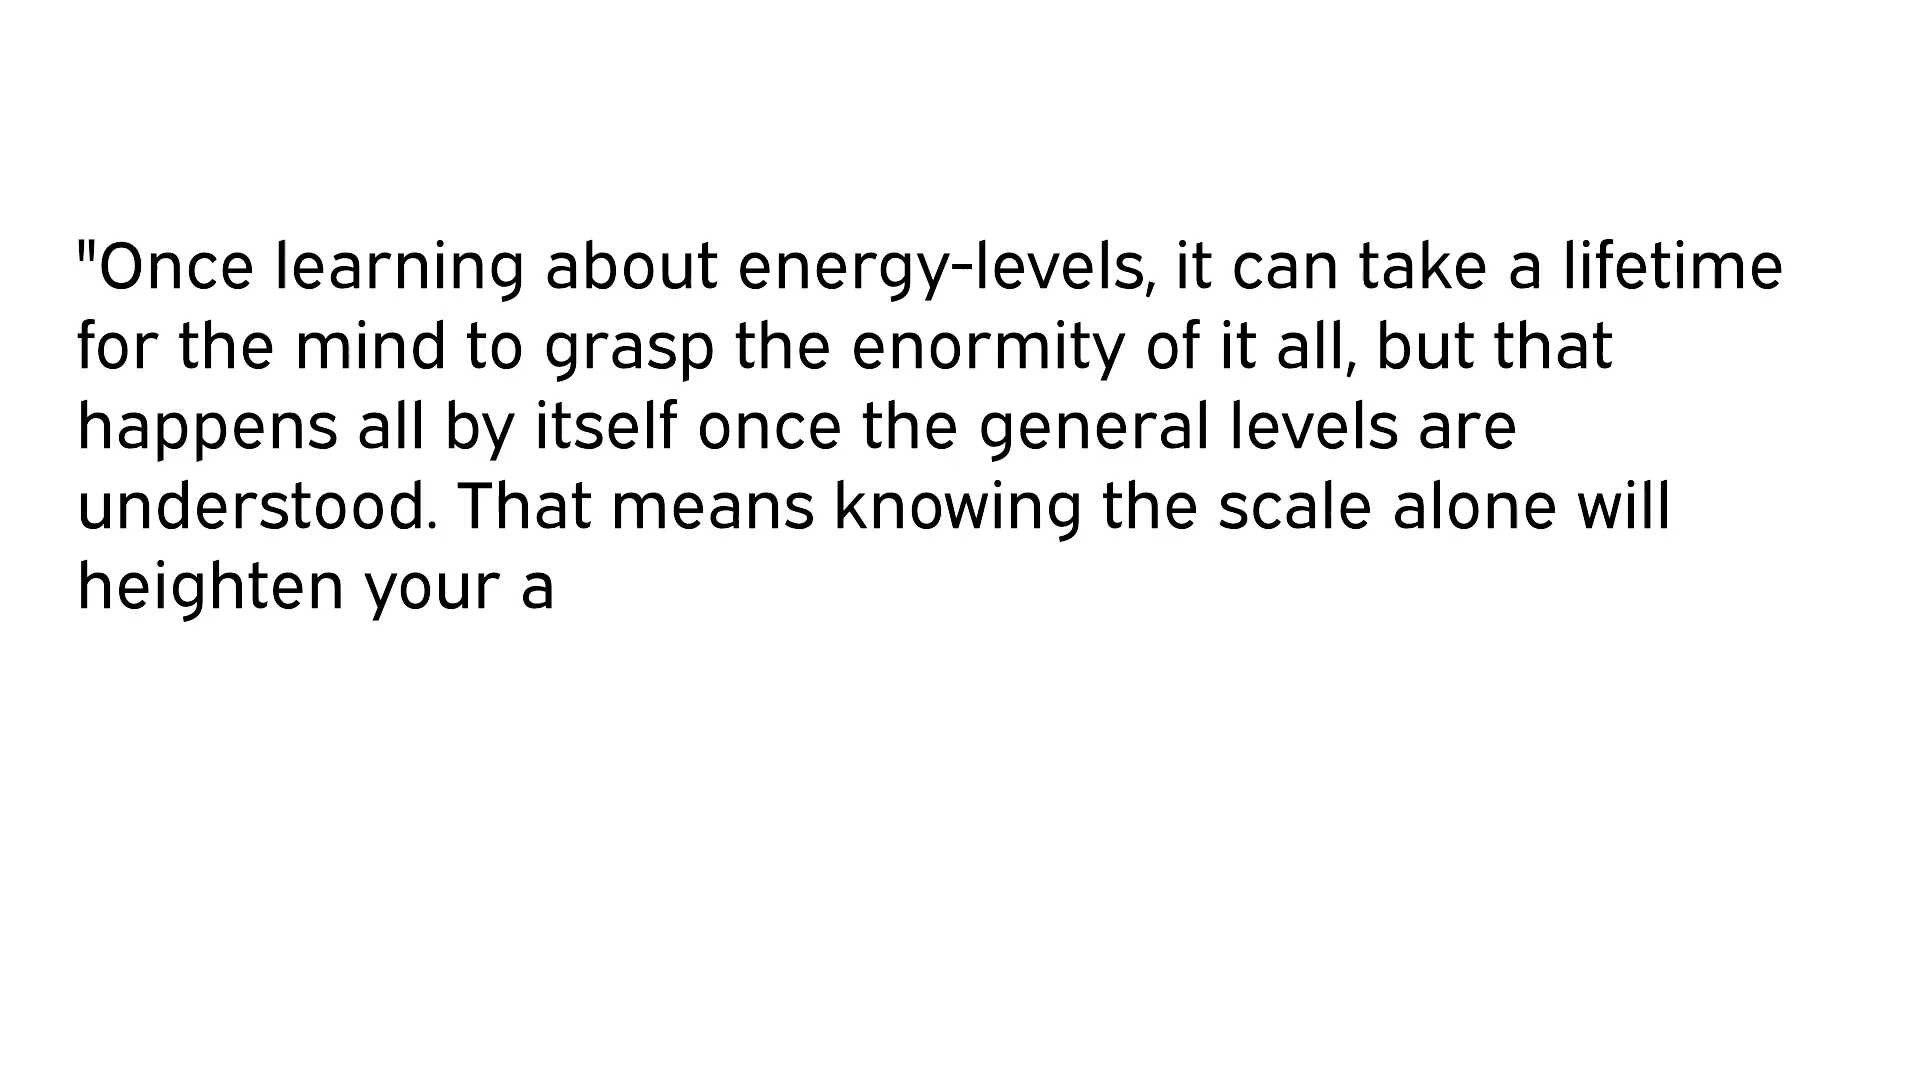 "Once learning about energy-levels, it can take a lifetime
for the mind to grasp the enormity of it all, but that
happens all by itself once the general levels are
understood. That means knowing the scale alone will
heighten your a